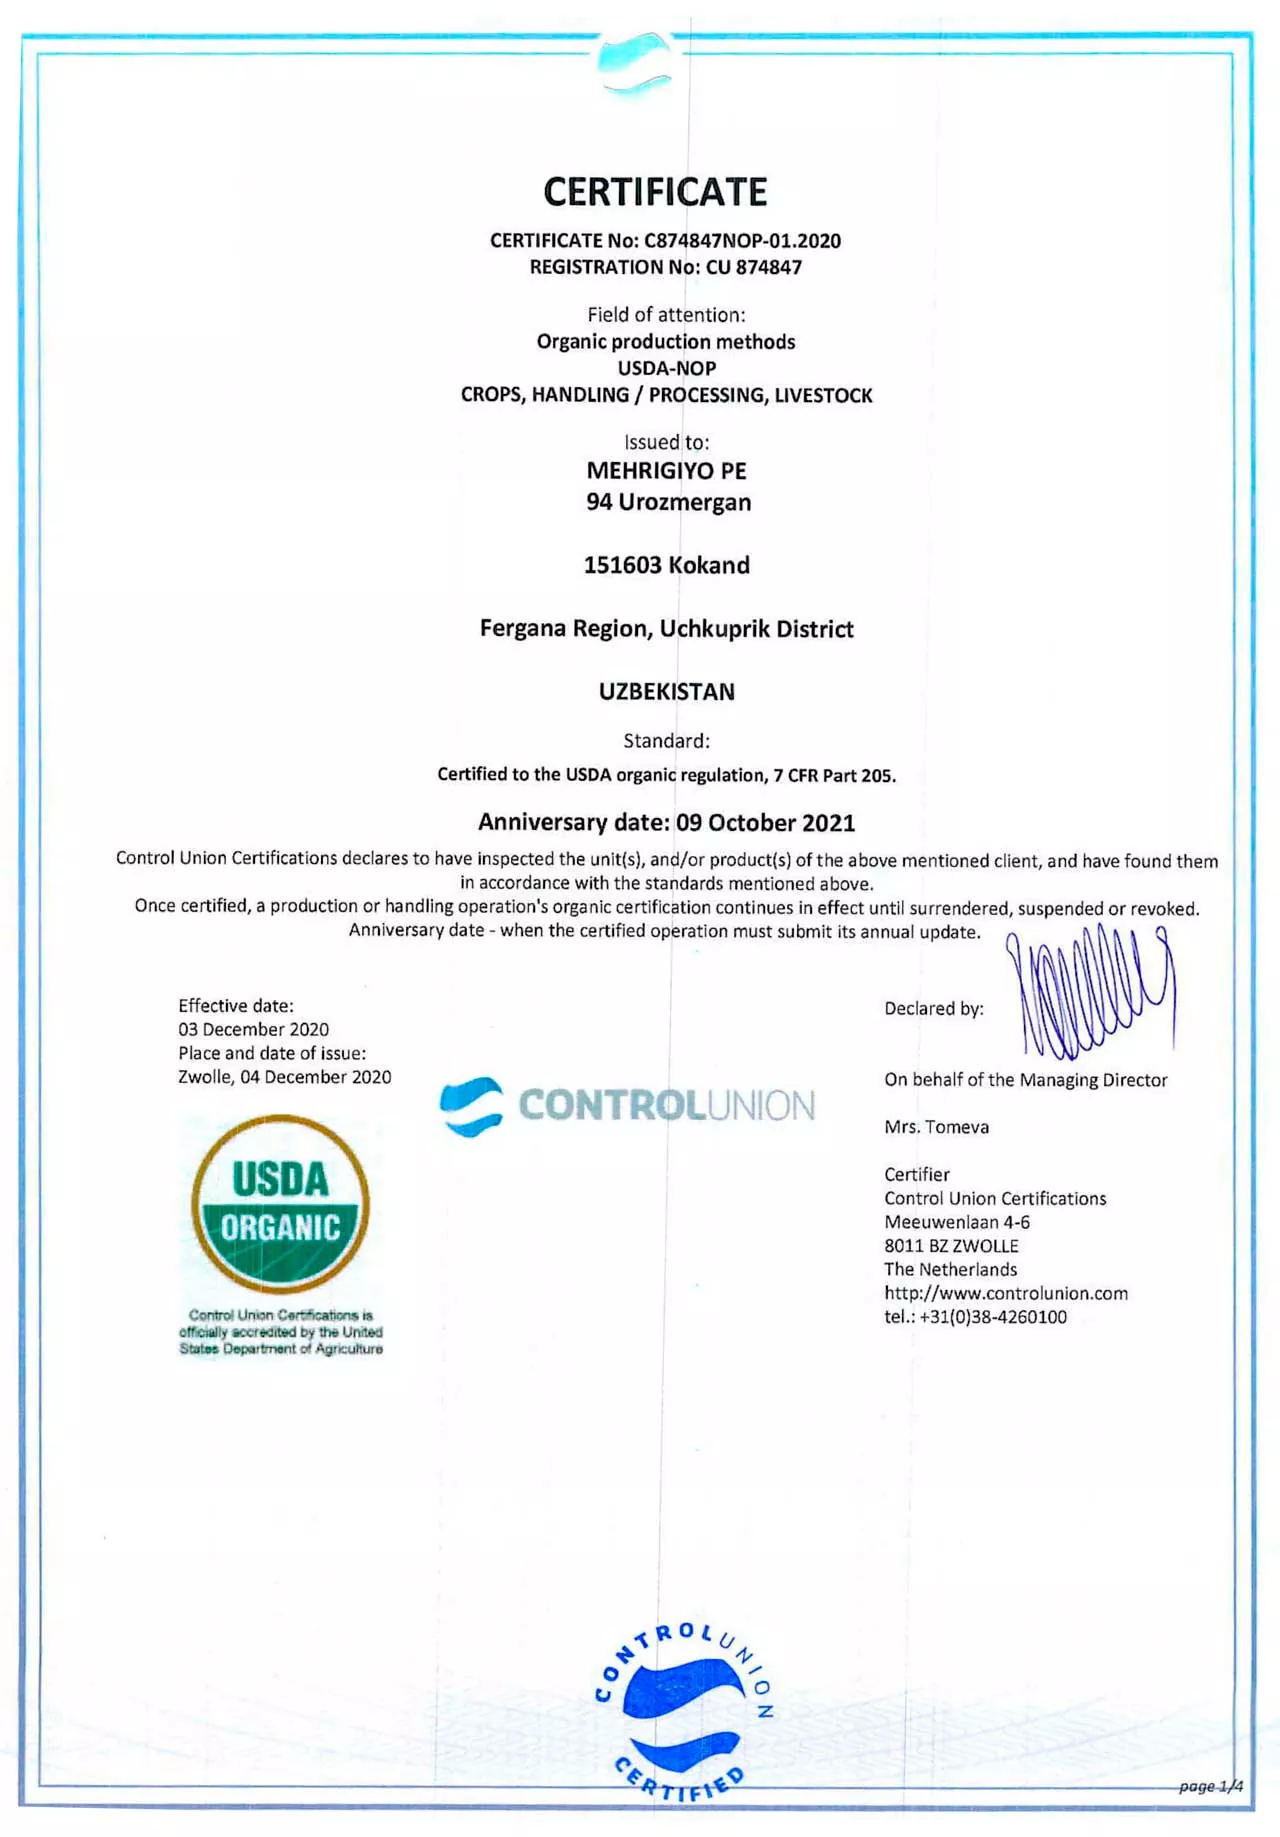 CERTIFICATE
CERTIFICATE No: C874847NOP-01.2020
REGISTRATION No: CU 874847
Field of attention:
Organic production methods
USDA-NOP
CROPS, HANDLING / PROCESSING, LIVESTOCK
Issued to:
MEHRIGIYO PE
94 Urozmergan
151603 Kokand
Fergana Region, Uchkuprik District
UZBEKISTAN
Standard:
Certified to the USDA organic regulation, 7 CFR Part 205.
Anniversary date: 09 October 2021
Control Union Certifications declares to have inspected the unit(s), and/or product(s) of the above mentioned client, and have found them
in accordance with the standards mentioned above.
Once certified, a production or handling operation's organic certification continues in effect until surrendered, suspended or revoked.
Anniversary date - when the certified operation must submit its annual update.
Effective date:
03 December 2020
Place and date of issue:
Zwolle, 04 December 2020
USDA
ORGANIC
Control Union Certifications is
officially accredited by the United
States Department of Agriculture
CONTROLUNION
Declared by:
On behalf of the Managing Director
Mrs. Tomeva
Certifier
Control Union Certifications
Meeuwenlaan 4-6
8011 BZ ZWOLLE
The Netherlands
http://www.controlunion.com
tel.: +31(0)38-4260100
CONTROLUNION
CERTIFIED
page 1/4